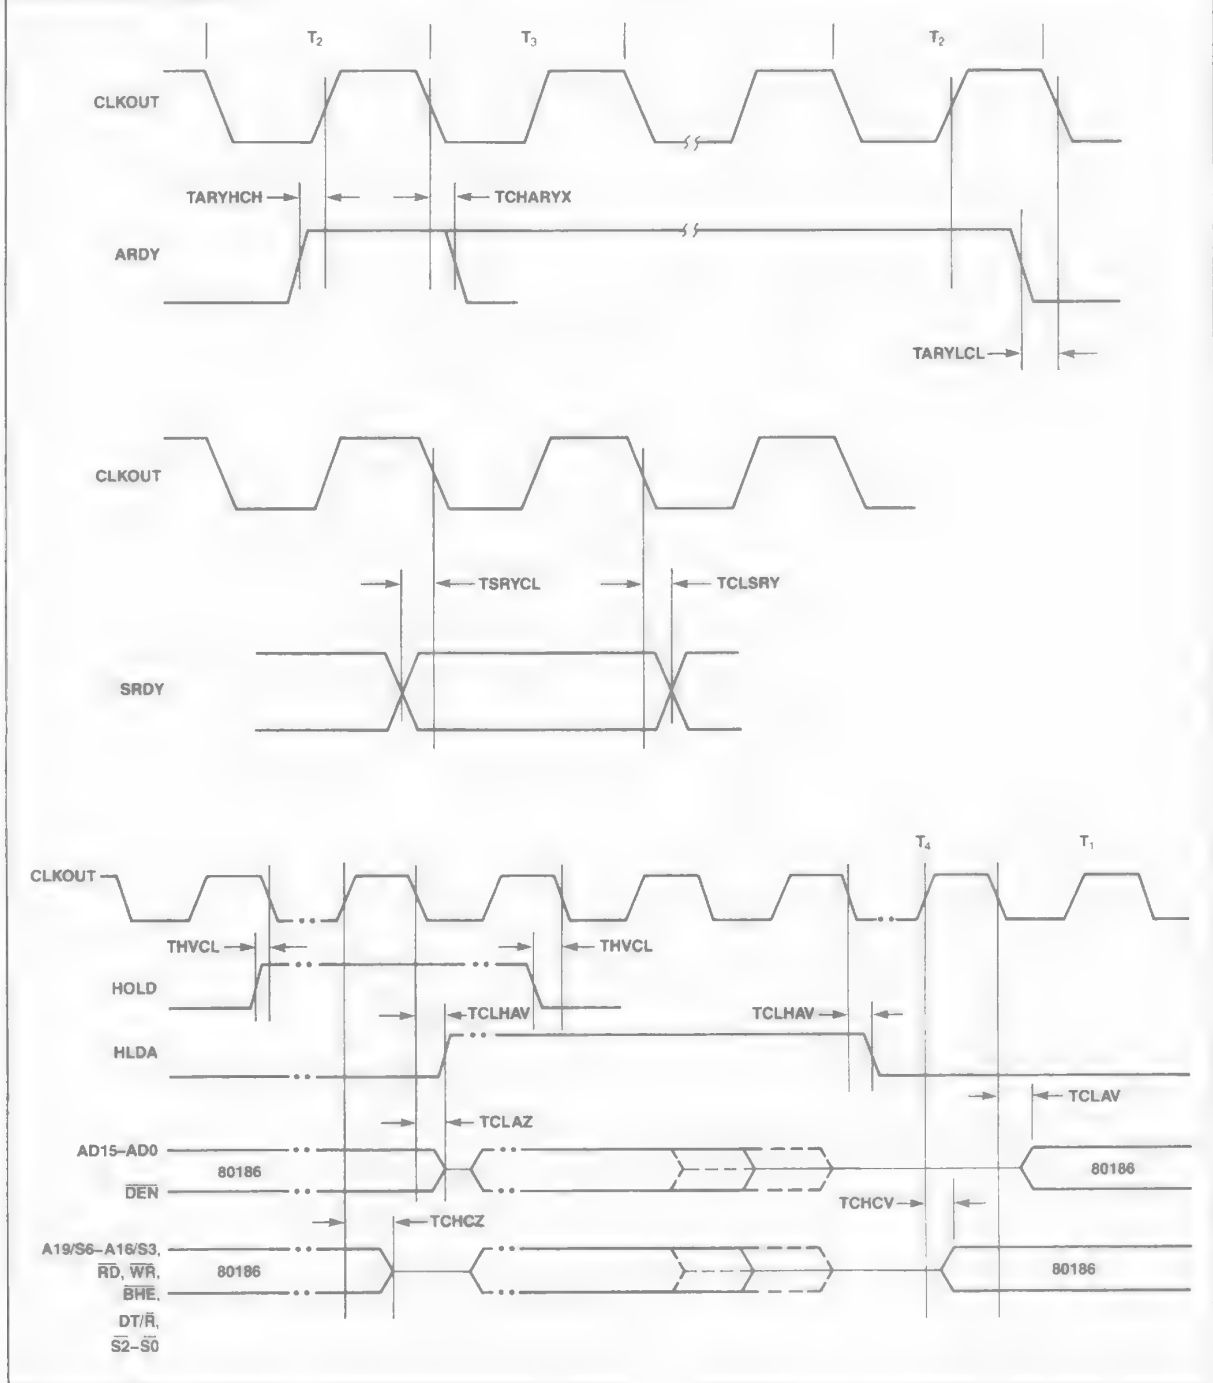 T2 T3 T2
CLKOUT
TARYHCH TCHARYX
ARDY
TARYLCL
CLKOUT
TSRYCL TCLSRY
SRDY
T4 T1
CLKOUT
THVCL THVCL
HOLD
TCLHAV TCLHAV
HLDA
TCLAV
TCLAZ
AD15–AD0
80186 80186
DEN
TCHCV
TCHCZ
A19/S6–A16/S3,
RD, WR, 80186 80186
BHE,
DT/R,
S2–S0